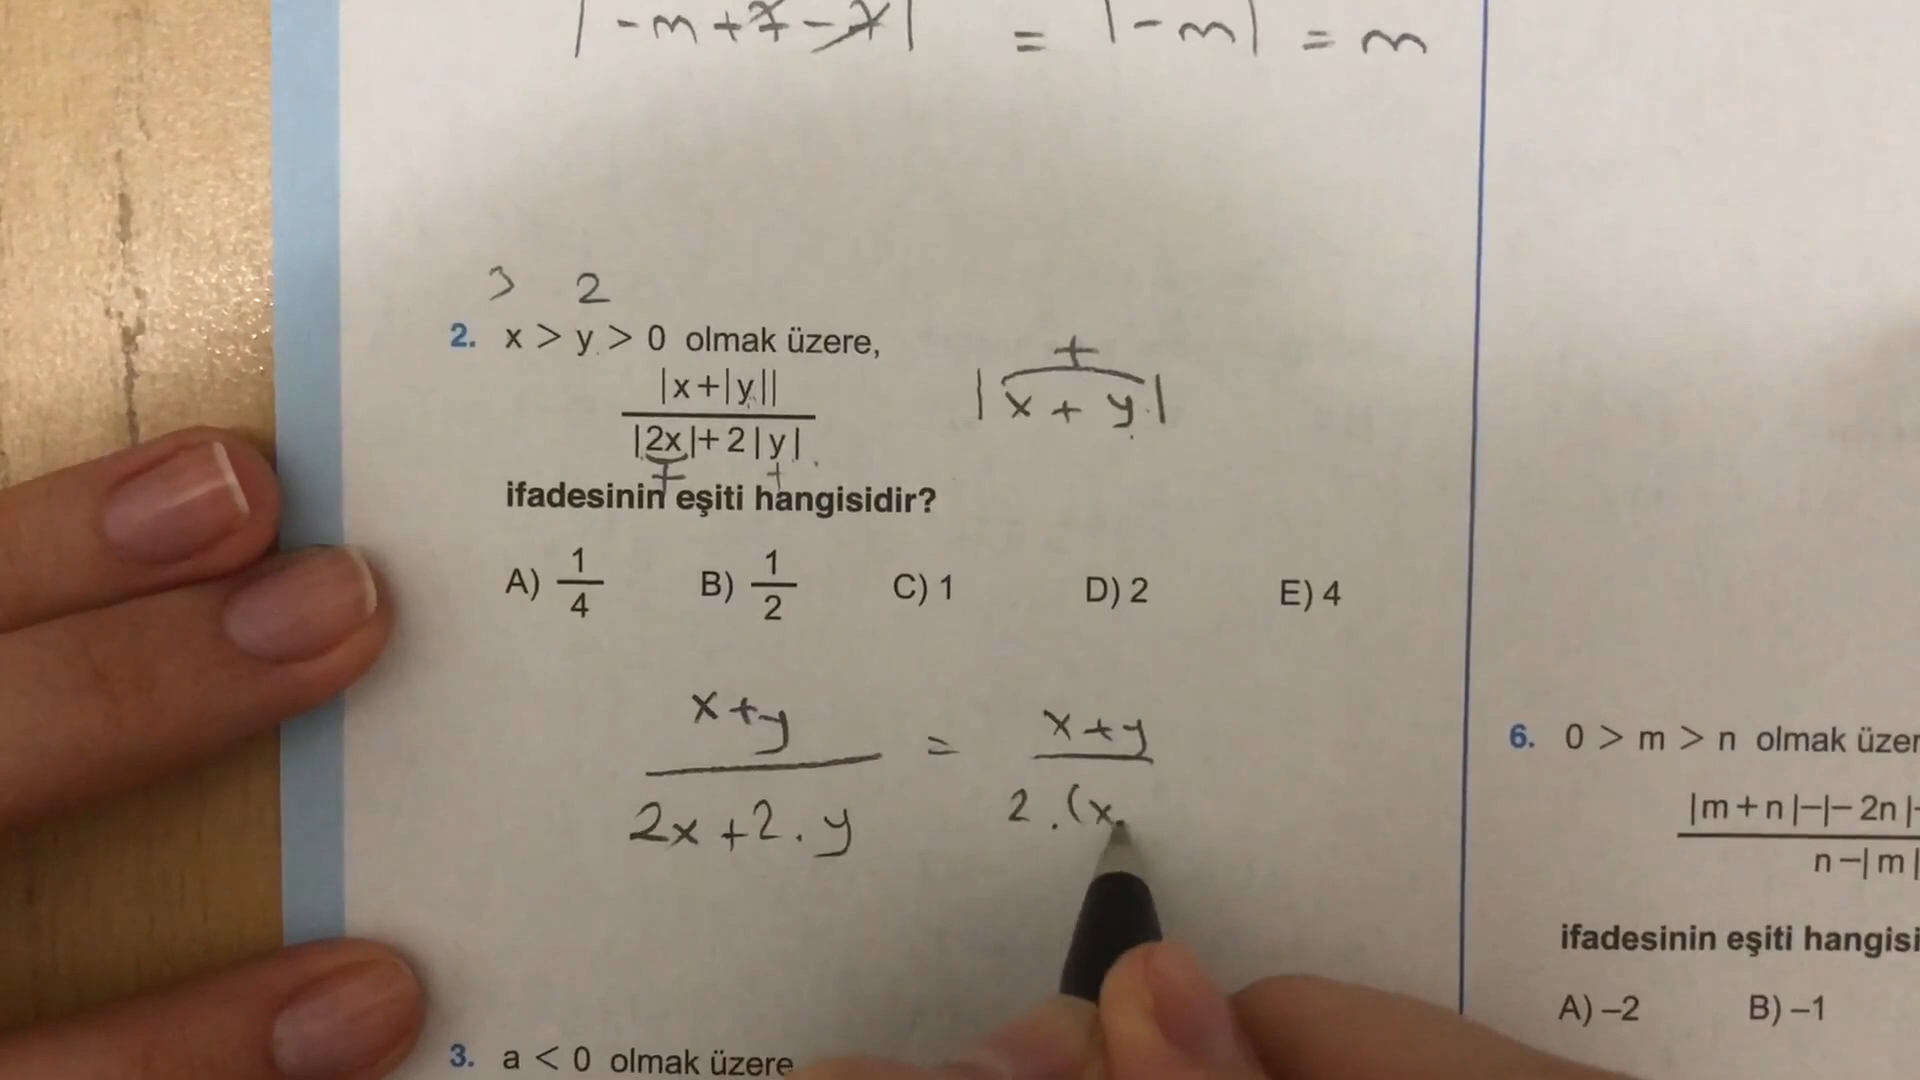 |-m+7-7| = |-m| = m
3 2
2. x > y > 0 olmak üzere,
|x+|y||
|2x|+2|y|
+ +
+
|x + y|
ifadesinin eşiti hangisidir?
A) 1/4 B) 1/2 C) 1 D) 2 E) 4
x+y = x+y
2x+2.y 2.(x
3. a < 0 olmak üzere
6. 0 > m > n olmak üzer
|m+n|-|-2n|-
n-|m|
ifadesinin eşiti hangisi
A) –2 B) –1